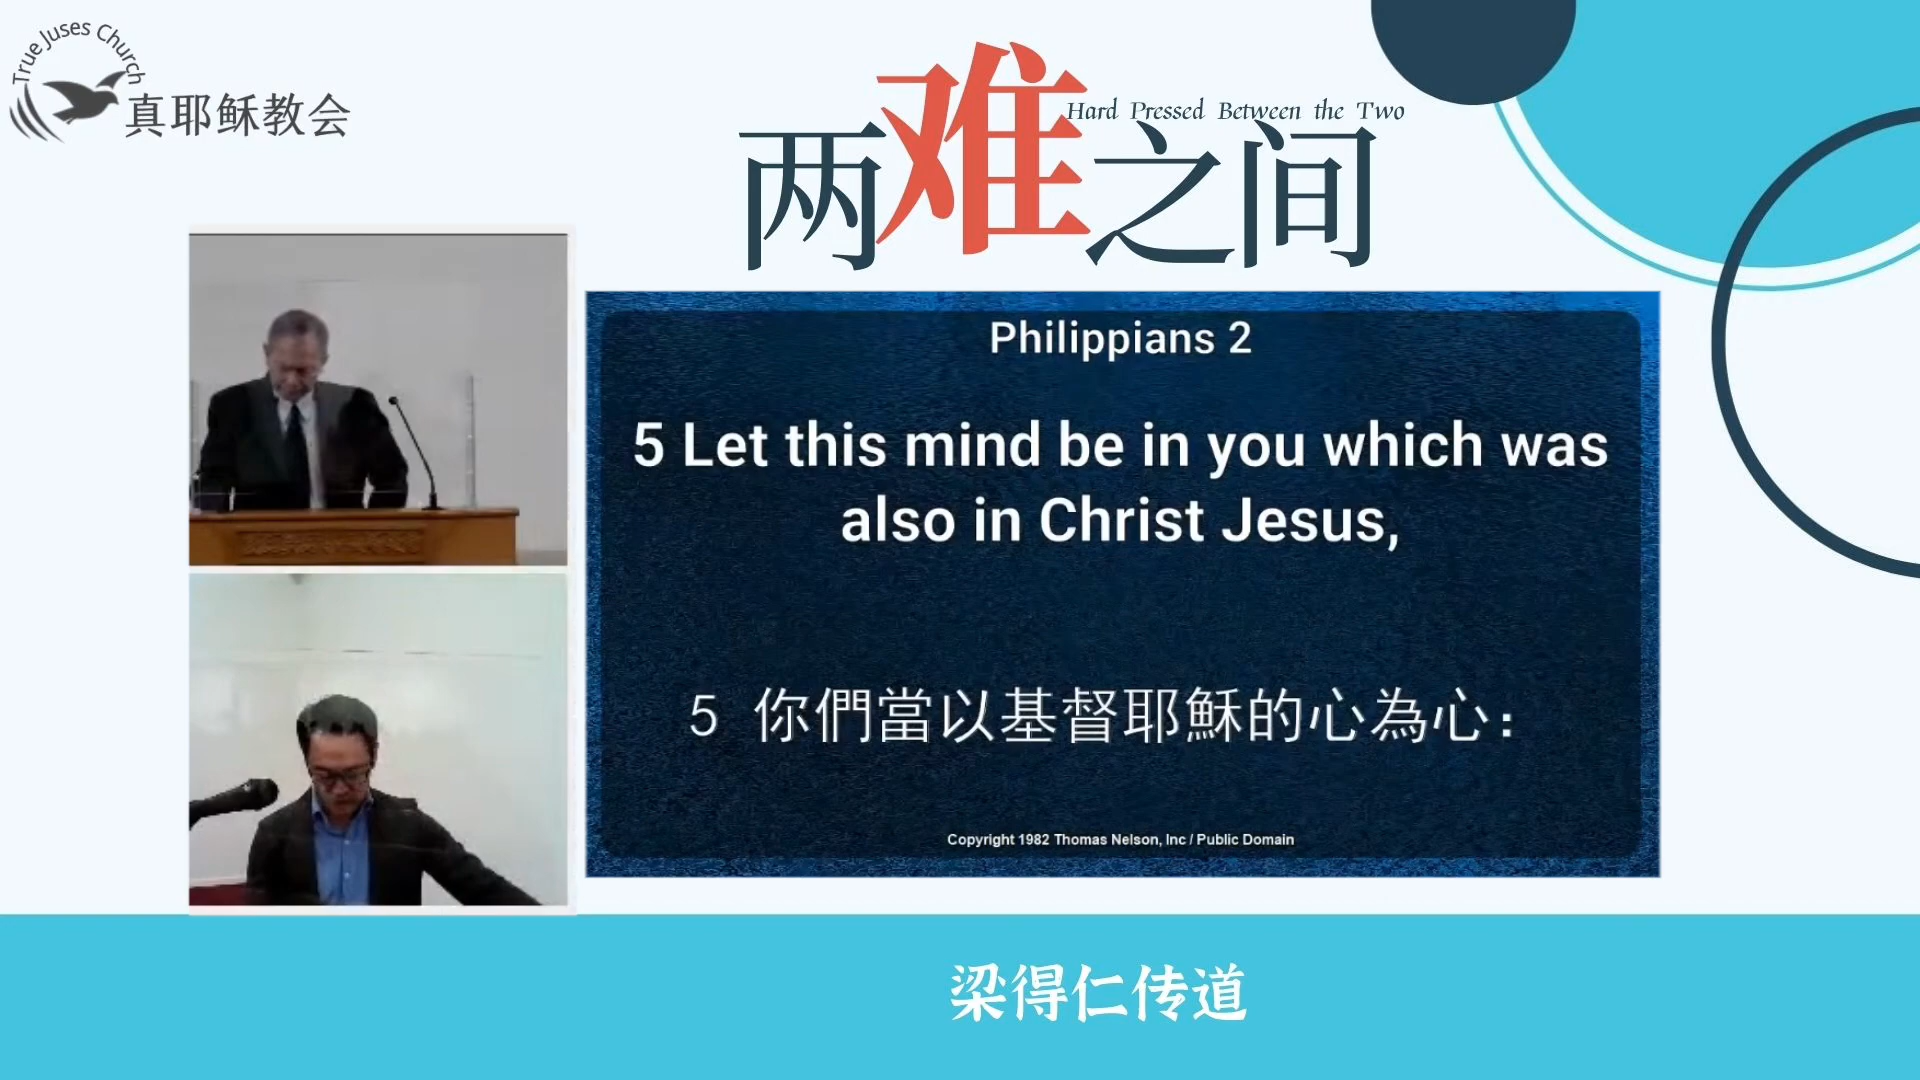 True Juses Church
真耶稣教会
两难之间
Hard Pressed Between the Two
Philippians 2
5 Let this mind be in you which was
also in Christ Jesus,
5 你們當以基督耶穌的心為心：
Copyright 1982 Thomas Nelson, Inc / Public Domain
梁得仁传道